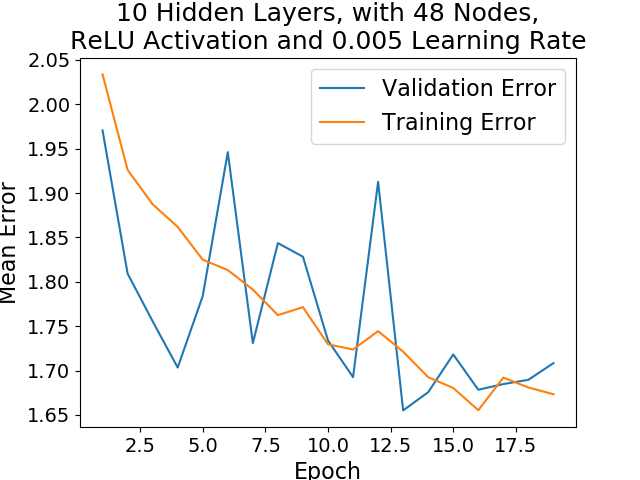 10 Hidden Layers, with 48 Nodes,
ReLU Activation and 0.005 Learning Rate
Validation Error
Training Error
Mean Error
2.05
2.00
1.95
1.90
1.85
1.80
1.75
1.70
1.65
2.5 5.0 7.5 10.0 12.5 15.0 17.5
Epoch